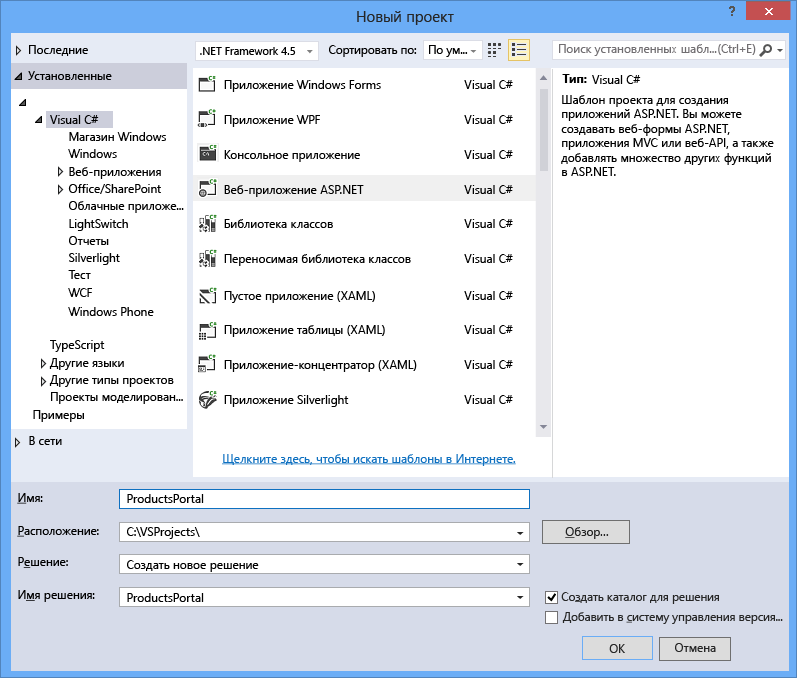 Новый проект
?
Последние
.NET Framework 4.5
Сортировать по:
По ум...
Поиск установленных шабл...(Ctrl+E)
Установленные
Visual C#
Магазин Windows
Windows
Веб-приложения
Office/SharePoint
Облачные приложе...
LightSwitch
Отчеты
Silverlight
Тест
WCF
Windows Phone
TypeScript
Другие языки
Другие типы проектов
Проекты моделирован...
Примеры
В сети
Приложение Windows Forms Visual C#
Приложение WPF Visual C#
Консольное приложение Visual C#
Веб-приложение ASP.NET Visual C#
Библиотека классов Visual C#
Переносимая библиотека классов Visual C#
Пустое приложение (XAML) Visual C#
Приложение таблицы (XAML) Visual C#
Приложение-концентратор (XAML) Visual C#
Приложение Silverlight Visual C#
Щелкните здесь, чтобы искать шаблоны в Интернете.
Тип: Visual C#
Шаблон проекта для создания
приложений ASP.NET. Вы можете
создавать веб-формы ASP.NET,
приложения MVC или веб-API, а также
добавлять множество других функций
в ASP.NET.
Имя: ProductsPortal
Расположение: C:\VSProjects\
Обзор...
Решение: Создать новое решение
Имя решения: ProductsPortal
Создать каталог для решения
Добавить в систему управления версия...
OK
Отмена